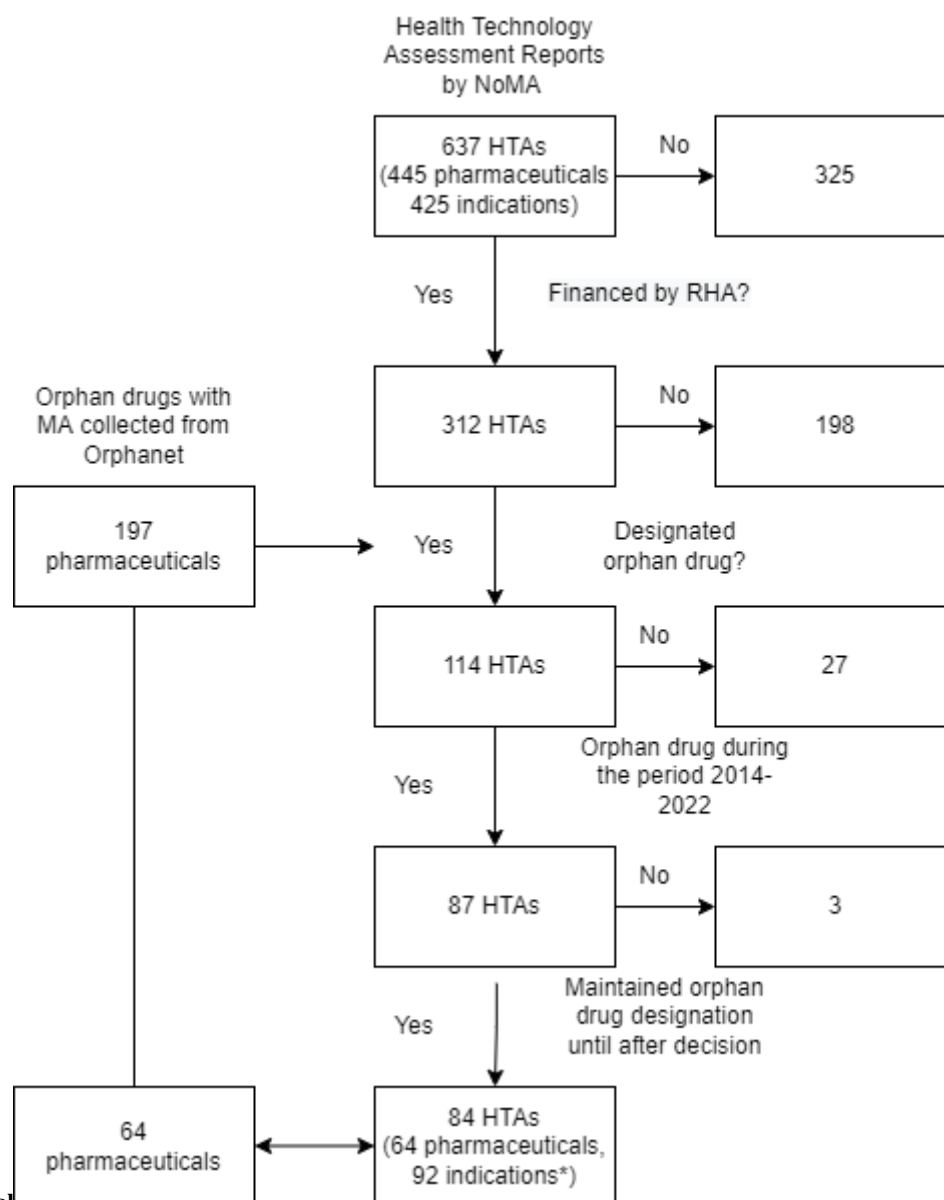 Health Technology
Assessment Reports
by NoMA
637 HTAs
(445 pharmaceuticals
425 indications)
No
325
Yes
Financed by RHA?
312 HTAs
No
198
Orphan drugs with
MA collected from
Orphanet
197
pharmaceuticals
Yes
Designated
orphan drug?
114 HTAs
No
27
Yes
Orphan drug during
the period 2014-
2022
87 HTAs
No
3
Yes
Maintained orphan
drug designation
until after decision
64
pharmaceuticals
84 HTAs
(64 pharmaceuticals,
92 indications*)